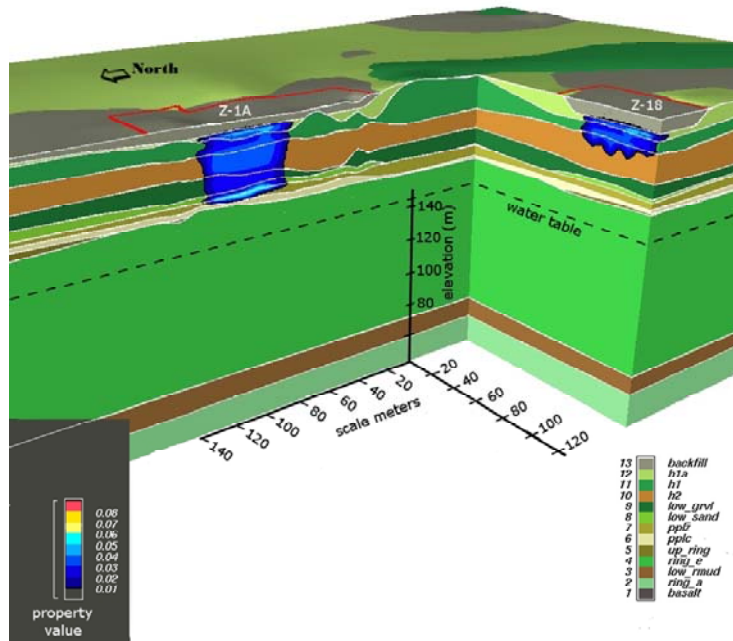 North
Z-1A
Z-18
water table
elevation (m)
140
120
100
80
20
40
60
80
100
120
140
scale meters
20
40
60
80
100
120
0.08
0.07
0.06
0.05
0.04
0.03
0.02
0.01
property
value
13 backfill
12 h1a
11 h1
10 h2
9 low_grvl
8 low_sand
7 pplz
6 pplc
5 up_ring
4 ring_e
3 low_rmud
2 ring_a
1 basalt